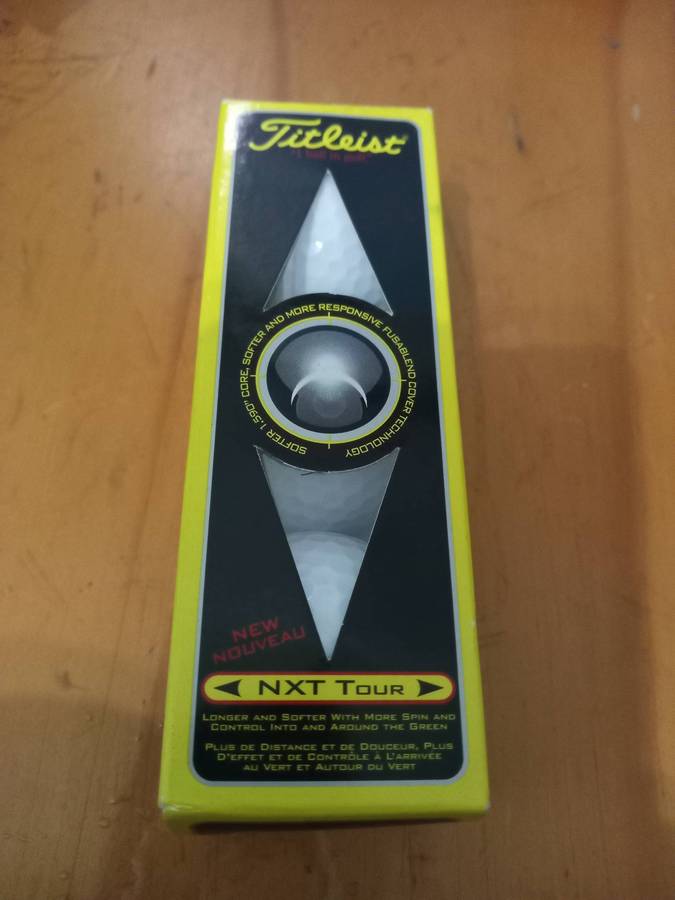 Titleist
"#1 ball in golf."
SOFTER 1.590" CORE, SOFTER AND MORE RESPONSIVE FUSABLEND COVER TECHNOLOGY
NEW
NOUVEAU
NXT TOUR
LONGER AND SOFTER WITH MORE SPIN AND
CONTROL INTO AND AROUND THE GREEN
PLUS DE DISTANCE ET DE DOUCEUR, PLUS
D'EFFET ET DE CONTRÔLE À L'ARRIVÉE
AU VERT ET AUTOUR DU VERT